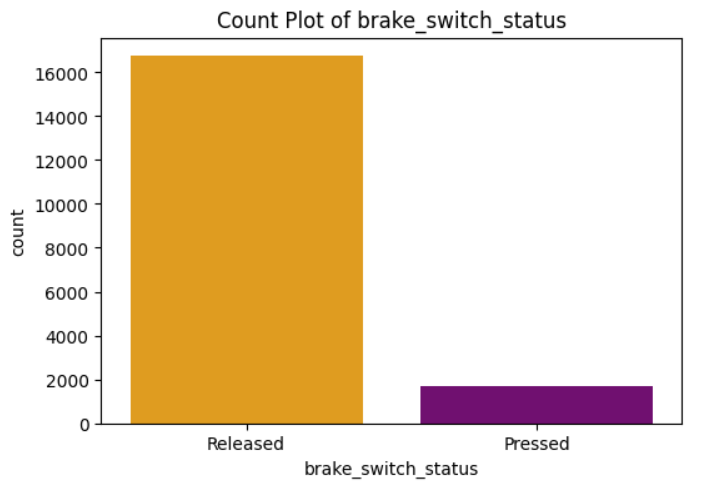 Count Plot of brake_switch_status
16000
14000
12000
10000
8000
6000
4000
2000
0
count
Released Pressed
brake_switch_status